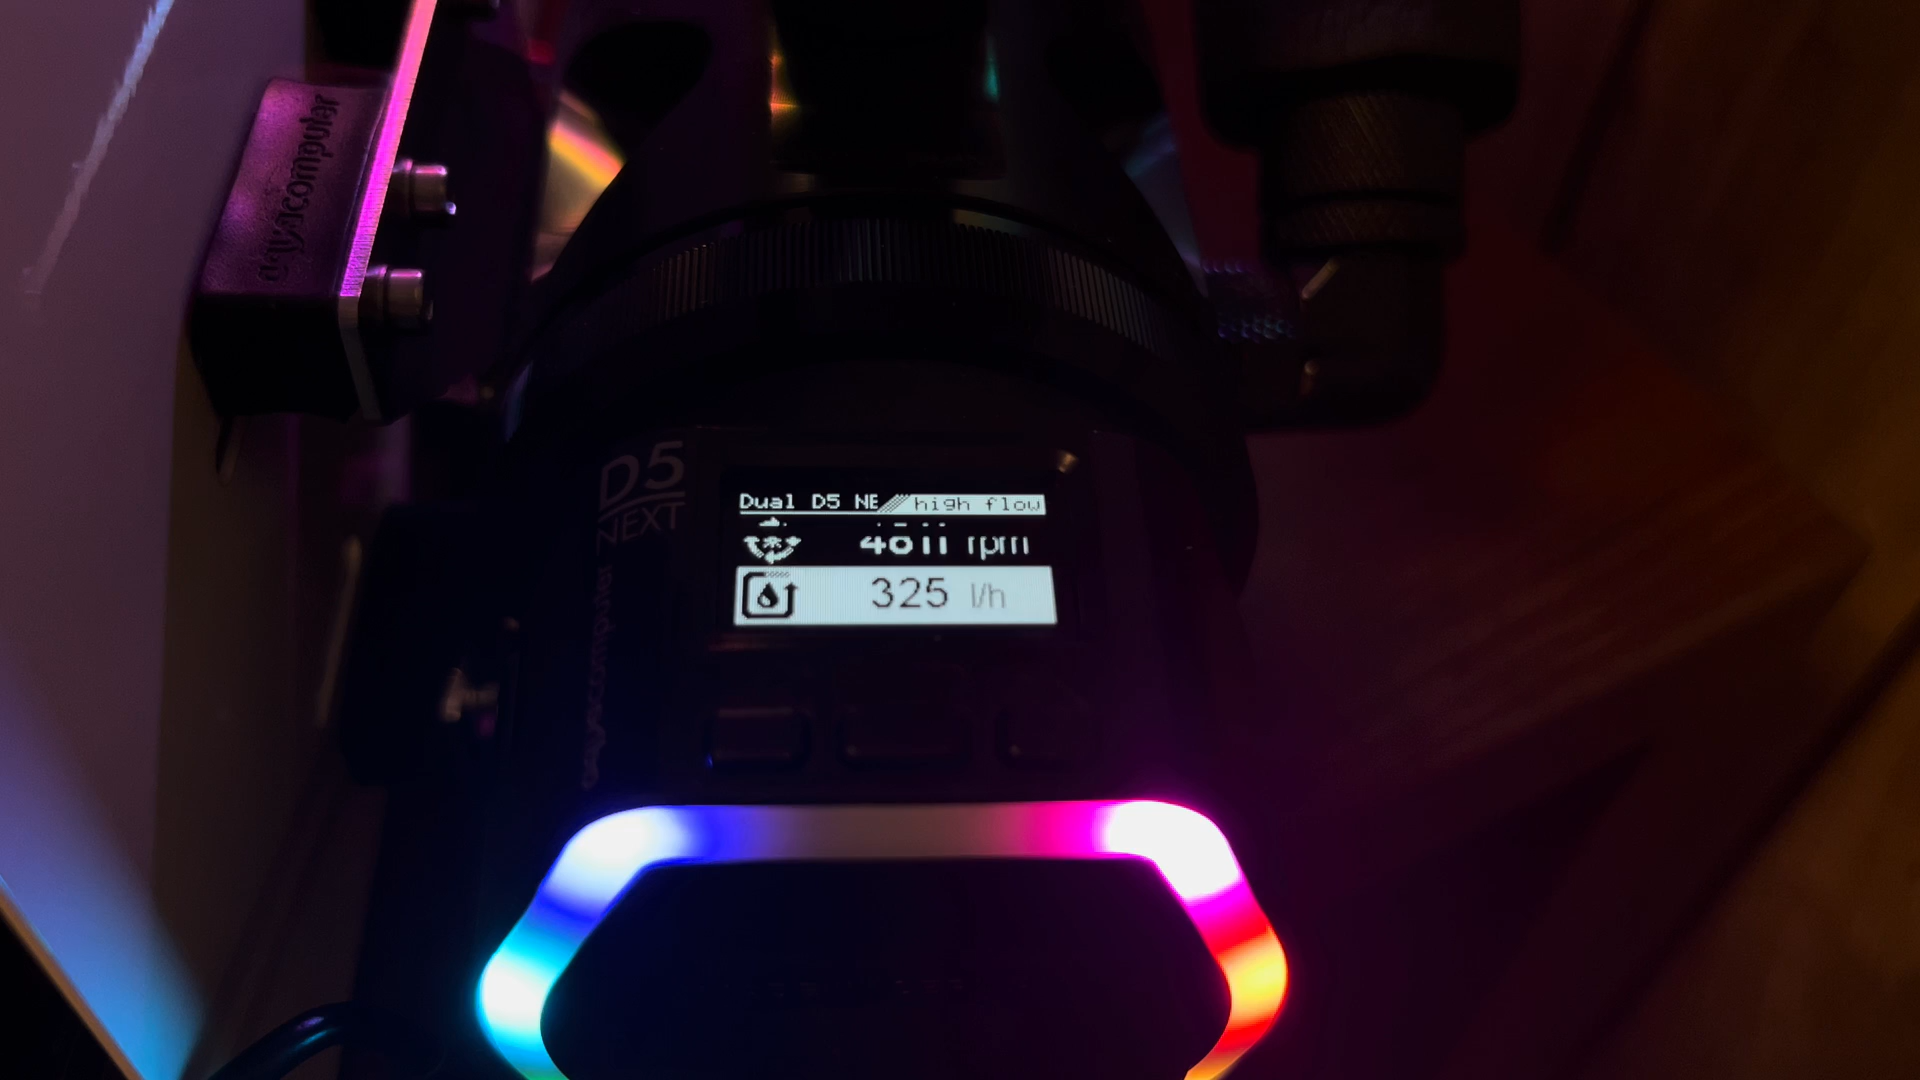 aquacomputer
D5
NEXT
aquacomputer
Dual D5 NE high flow
rpm
325 l/h